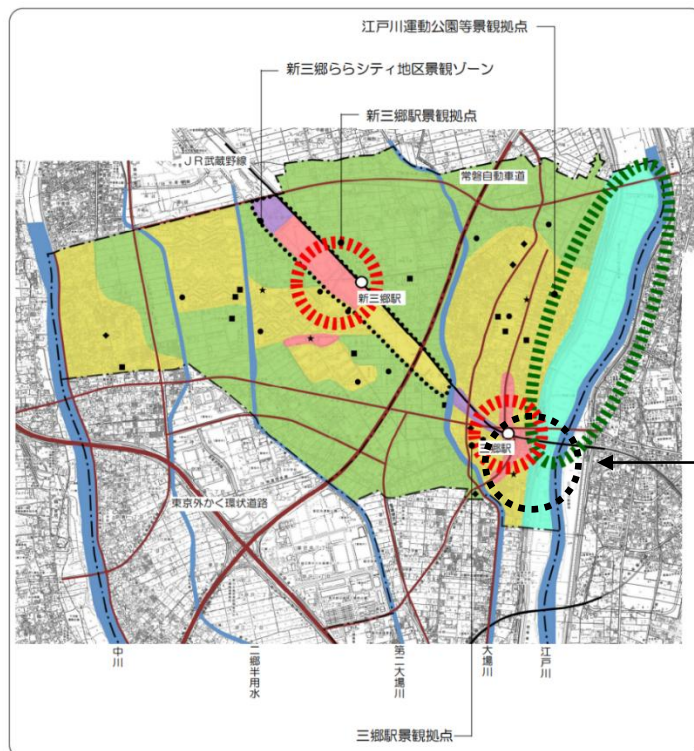 江戸川運動公園等景観拠点
新三郷ららシティ地区景観ゾーン
新三郷駅景観拠点
JR武蔵野線
常磐自動車道
新三郷駅
三郷駅
東京外かく環状道路
中川
二郷半用水
第二大場川
大場川
江戸川
三郷駅景観拠点